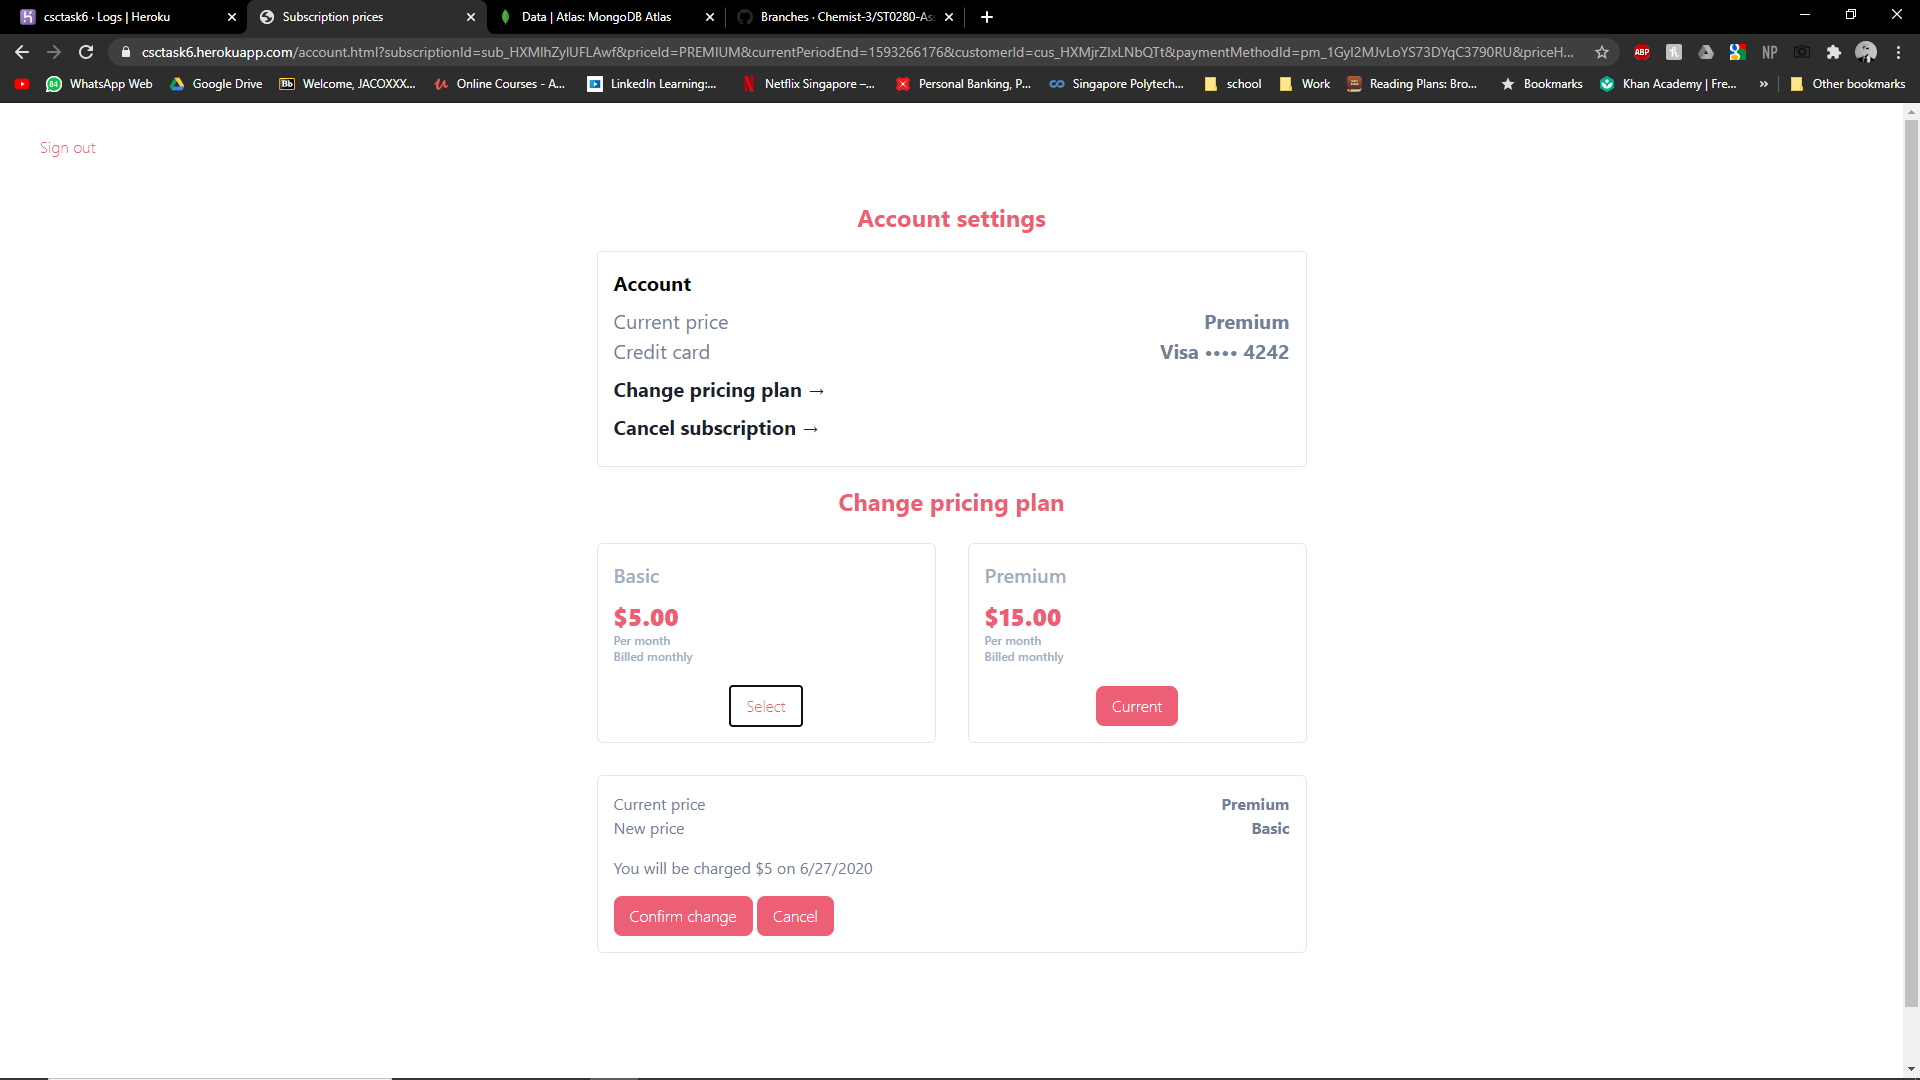 csctask6 · Logs | Heroku
Subscription prices
Data | Atlas: MongoDB Atlas
Branches · Chemist-3/ST0280-As
csctask6.herokuapp.com/account.html?subscriptionId=sub_HXMlhZylUFLAwf&priceId=PREMIUM&currentPeriodEnd=1593266176&customerId=cus_HXMjrZIxLNbQTt&paymentMethodId=pm_1Gyl2MJvLoYS73DYqC3790RU&priceH...
ABP
NP
84
WhatsApp Web
Google Drive
Bb
Welcome, JACOXXX...
Online Courses - A...
LinkedIn Learning:...
Netflix Singapore –...
Personal Banking, P...
Singapore Polytech...
school
Work
Reading Plans: Bro...
Bookmarks
Khan Academy | Fre...
»
Other bookmarks
Sign out
Account settings
Account
Current price Premium
Credit card Visa •••• 4242
Change pricing plan →
Cancel subscription →
Change pricing plan
Basic
$5.00
Per month
Billed monthly
Select
Premium
$15.00
Per month
Billed monthly
Current
Current price Premium
New price Basic
You will be charged $5 on 6/27/2020
Confirm change Cancel